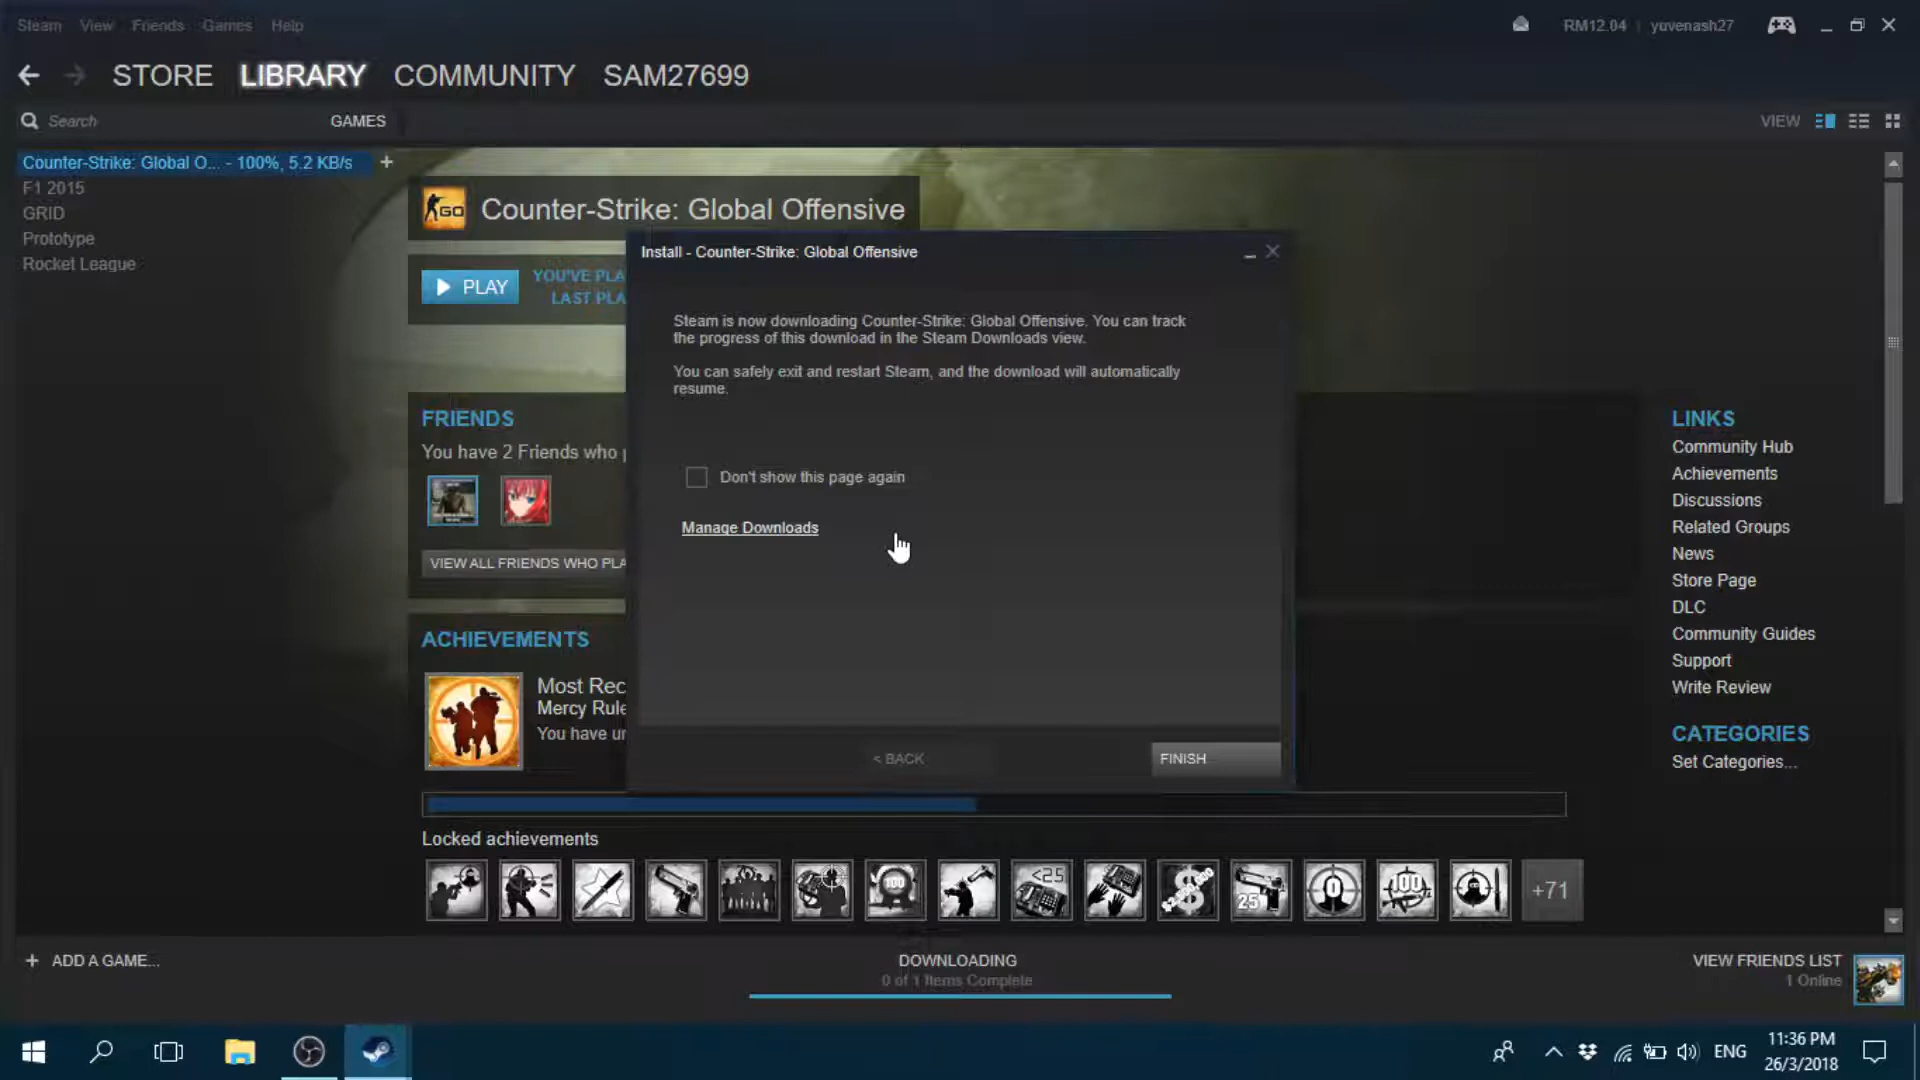 Steam View Friends Games Help
RM12.04 yuvenash27
STORE LIBRARY COMMUNITY SAM27699
Search GAMES VIEW
Counter-Strike: Global O... - 100%, 5.2 KB/s +
F1 2015
GRID
Prototype
Rocket League
GO Counter-Strike: Global Offensive
PLAY
YOU'VE PLA
LAST PLA
Install - Counter-Strike: Global Offensive
Steam is now downloading Counter-Strike: Global Offensive. You can track
the progress of this download in the Steam Downloads view.
You can safely exit and restart Steam, and the download will automatically
resume.
Don't show this page again
Manage Downloads
< BACK FINISH
FRIENDS
You have 2 Friends who p
VIEW ALL FRIENDS WHO PLA
ACHIEVEMENTS
Most Rec
Mercy Rule
You have un
Locked achievements
100 <25 25 0 100
+71
LINKS
Community Hub
Achievements
Discussions
Related Groups
News
Store Page
DLC
Community Guides
Support
Write Review
CATEGORIES
Set Categories...
+ ADD A GAME...
DOWNLOADING
0 of 1 Items Complete
VIEW FRIENDS LIST
1 Online
ENG
11:36 PM
26/3/2018